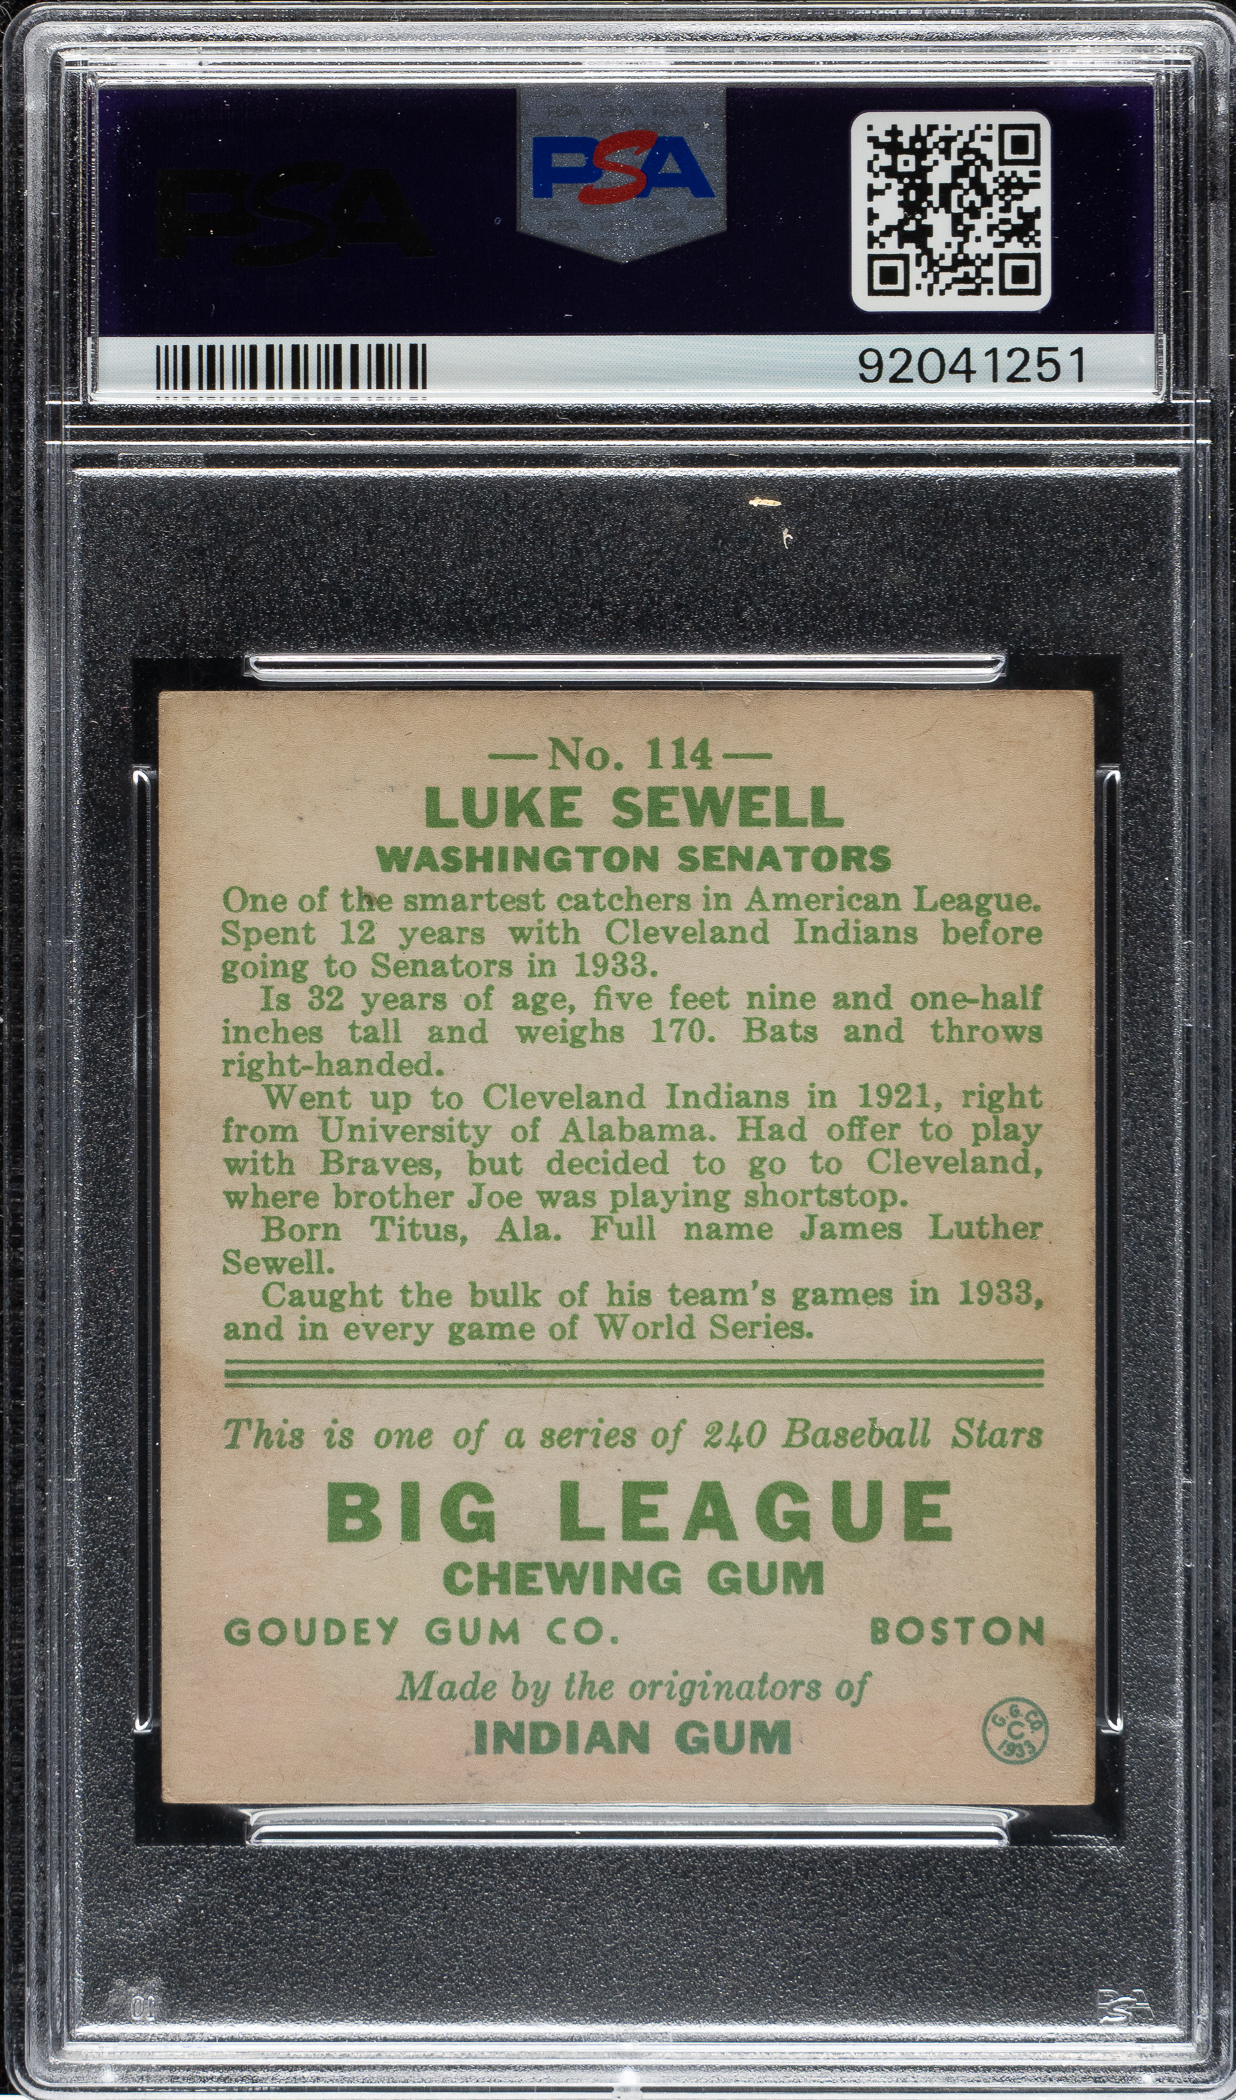 PSA
PSA
92041251
—No. 114—
LUKE SEWELL
WASHINGTON SENATORS
One of the smartest catchers in American League.
Spent 12 years with Cleveland Indians before
going to Senators in 1933.
Is 32 years of age, five feet nine and one-half
inches tall and weighs 170. Bats and throws
right-handed.
Went up to Cleveland Indians in 1921, right
from University of Alabama. Had offer to play
with Braves, but decided to go to Cleveland,
where brother Joe was playing shortstop.
Born Titus, Ala. Full name James Luther
Sewell.
Caught the bulk of his team's games in 1933,
and in every game of World Series.
This is one of a series of 240 Baseball Stars
BIG LEAGUE
CHEWING GUM
GOUDEY GUM CO. BOSTON
Made by the originators of
INDIAN GUM
G. G. CO.
C
1933
PSA